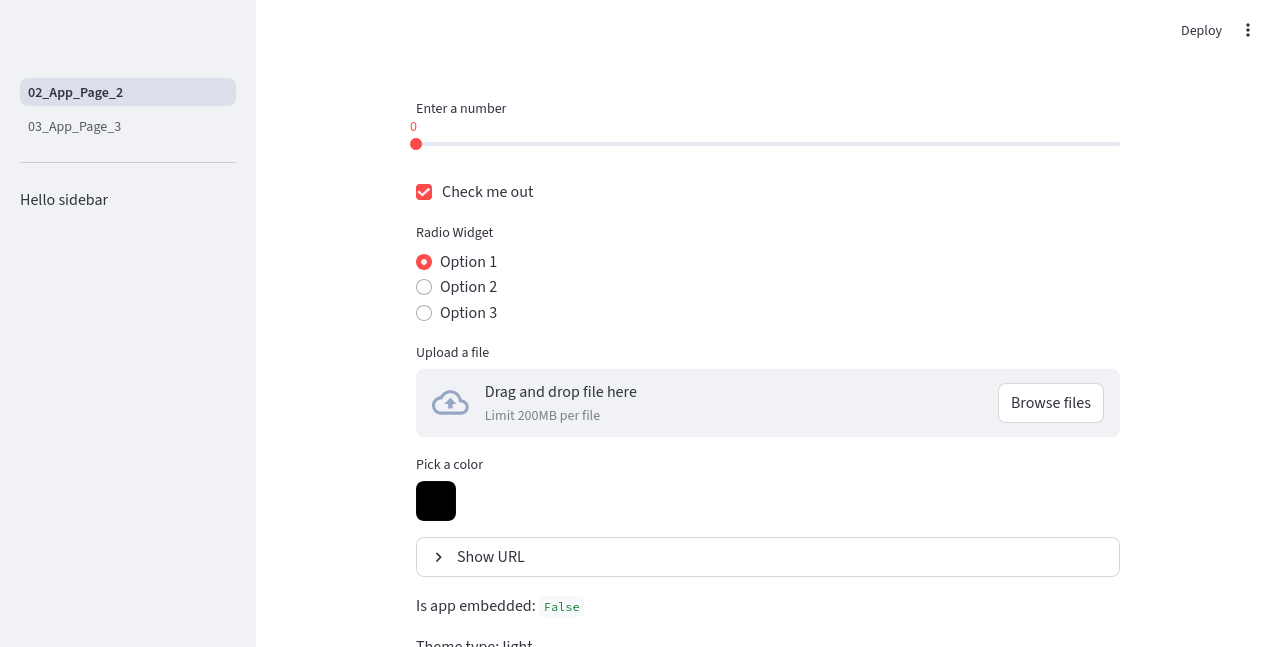 Deploy
02_App_Page_2
03_App_Page_3
Hello sidebar
Enter a number
0
Check me out
Radio Widget
Option 1
Option 2
Option 3
Upload a file
Drag and drop file here
Limit 200MB per file
Browse files
Pick a color
Show URL
Is app embedded: False
Theme type: light